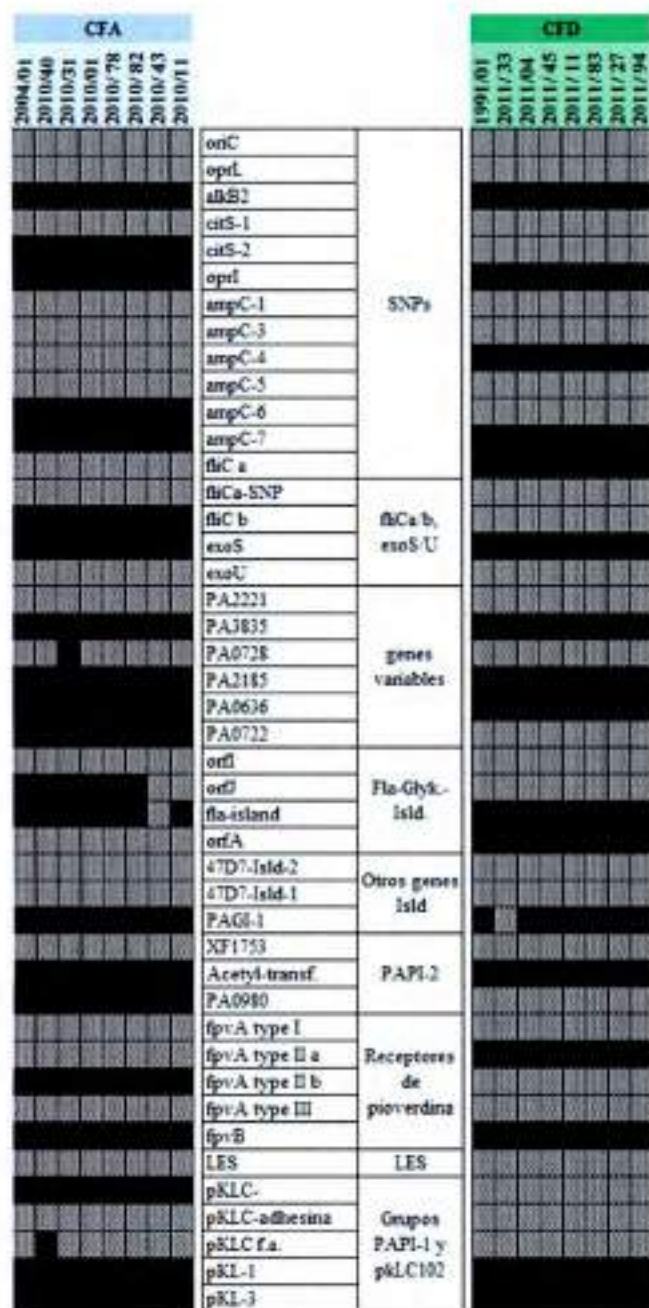 CFA
CFD
2004/01
2010/40
2010/31
2010/01
2010/78
2010/82
2010/43
2010/11
1991/01
2011/33
2011/04
2011/45
2011/11
2011/83
2011/27
2011/94
oriC
oprL
alkB2
citS-1
citS-2
oprI
ampC-1
SNPs
ampC-3
ampC-4
ampC-5
ampC-6
ampC-7
fliC a
fliCa-SNP
fliC b
fliCa/b,
exoS
exoS/U
exoU
PA2221
PA3835
PA0728
genes
PA2185
variables
PA0636
PA0722
orfI
orfJ
Fla-Glyk.-
fla-island
Isld.
orfA
47D7-Isld-2
Otros genes
47D7-Isld-1
Isld
PAGI-1
XF1753
Acetyl-transf.
PAPI-2
PA0980
fpvA type I
fpvA type II a
Receptores
fpvA type II b
de
fpvA type III
pioverdina
fpvB
LES
LES
pKLC-
pKLC-adhesina
Grupos
pKLC f.a.
PAPI-1 y
pKL-1
pkLC102
pKL-3